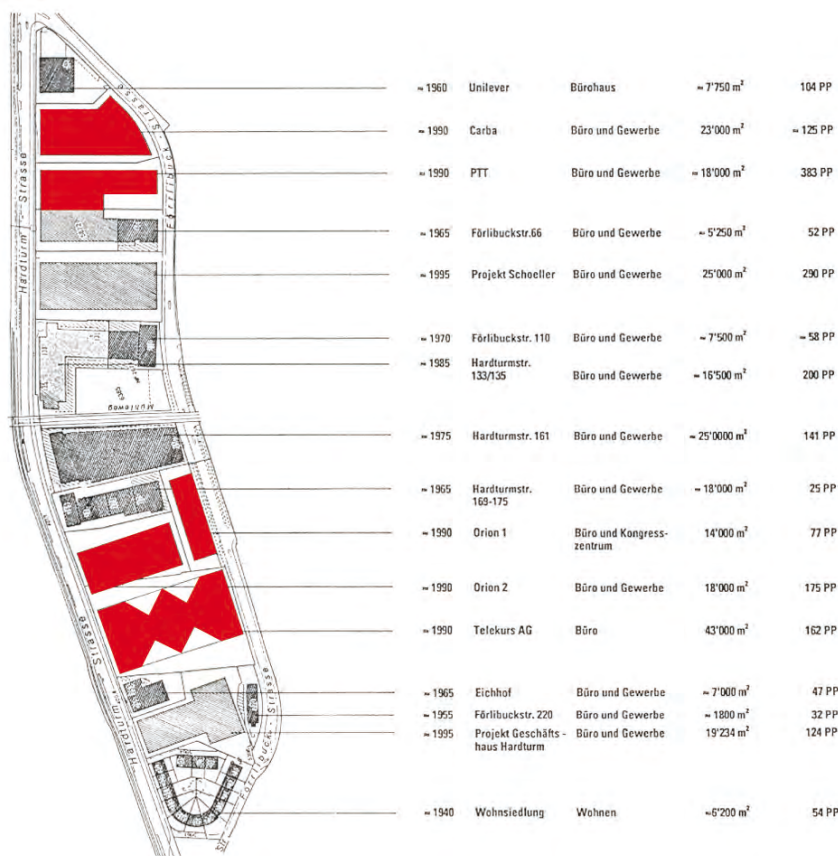 ≈ 1960 Unilever Bürohaus ≈ 7'750 m² 104 PP
≈ 1990 Carba Büro und Gewerbe 23'000 m² ≈ 125 PP
≈ 1990 PTT Büro und Gewerbe ≈ 18'000 m² 383 PP
≈ 1965 Förlibuckstr.66 Büro und Gewerbe ≈ 5'250 m² 52 PP
≈ 1995 Projekt Schoeller Büro und Gewerbe 25'000 m² 290 PP
≈ 1970 Förlibuckstr. 110 Büro und Gewerbe ≈ 7'500 m² ≈ 58 PP
≈ 1985 Hardturmstr.
133/135 Büro und Gewerbe ≈ 16'500 m² 200 PP
≈ 1975 Hardturmstr. 161 Büro und Gewerbe ≈ 25'0000 m² 141 PP
≈ 1965 Hardturmstr. Büro und Gewerbe ≈ 18'000 m² 25 PP
169-175
≈ 1990 Orion 1 Büro und Kongress- 14'000 m² 77 PP
zentrum
≈ 1990 Orion 2 Büro und Gewerbe 18'000 m² 175 PP
≈ 1990 Telekurs AG Büro 43'000 m² 162 PP
≈ 1965 Eichhof Büro und Gewerbe ≈ 7'000 m² 47 PP
≈ 1955 Förlibuckstr. 220 Büro und Gewerbe ≈ 1800 m² 32 PP
≈ 1995 Projekt Geschäfts- Büro und Gewerbe 19'234 m² 124 PP
haus Hardturm
≈ 1940 Wohnsiedlung Wohnen ≈6'200 m² 54 PP
Förrlibuck - Strasse
Hardturm Strasse
Mühleweg
6365
Hardturm Strasse
Förrlibuck - Strasse